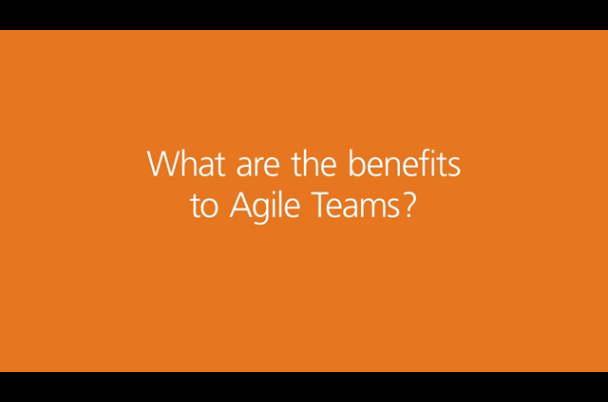 What are the benefits
to Agile Teams?